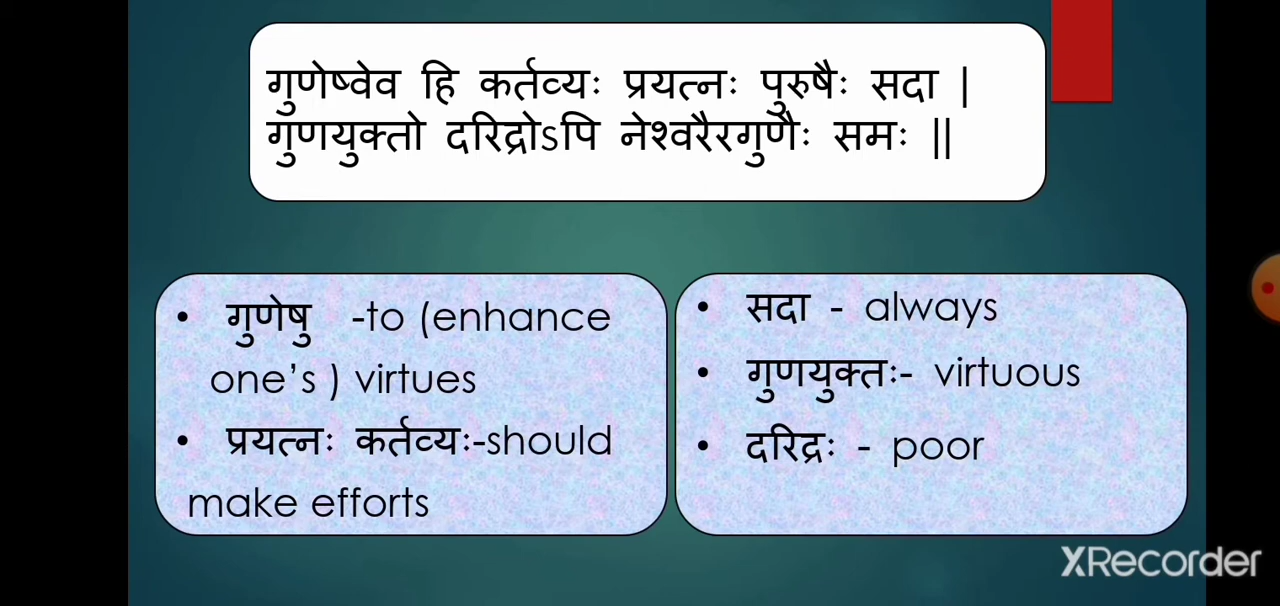 गुणेष्वेव हि कर्तव्यः प्रयत्नः पुरुषैः सदा |
गुणयुक्तो दरिद्रोऽपि नेश्वरैरगुणैः समः ||
• गुणेषु -to (enhance
one's ) virtues
• प्रयत्नः कर्तव्यः-should
make efforts
• सदा - always
• गुणयुक्तः- virtuous
• दरिद्रः - poor
XRecorder